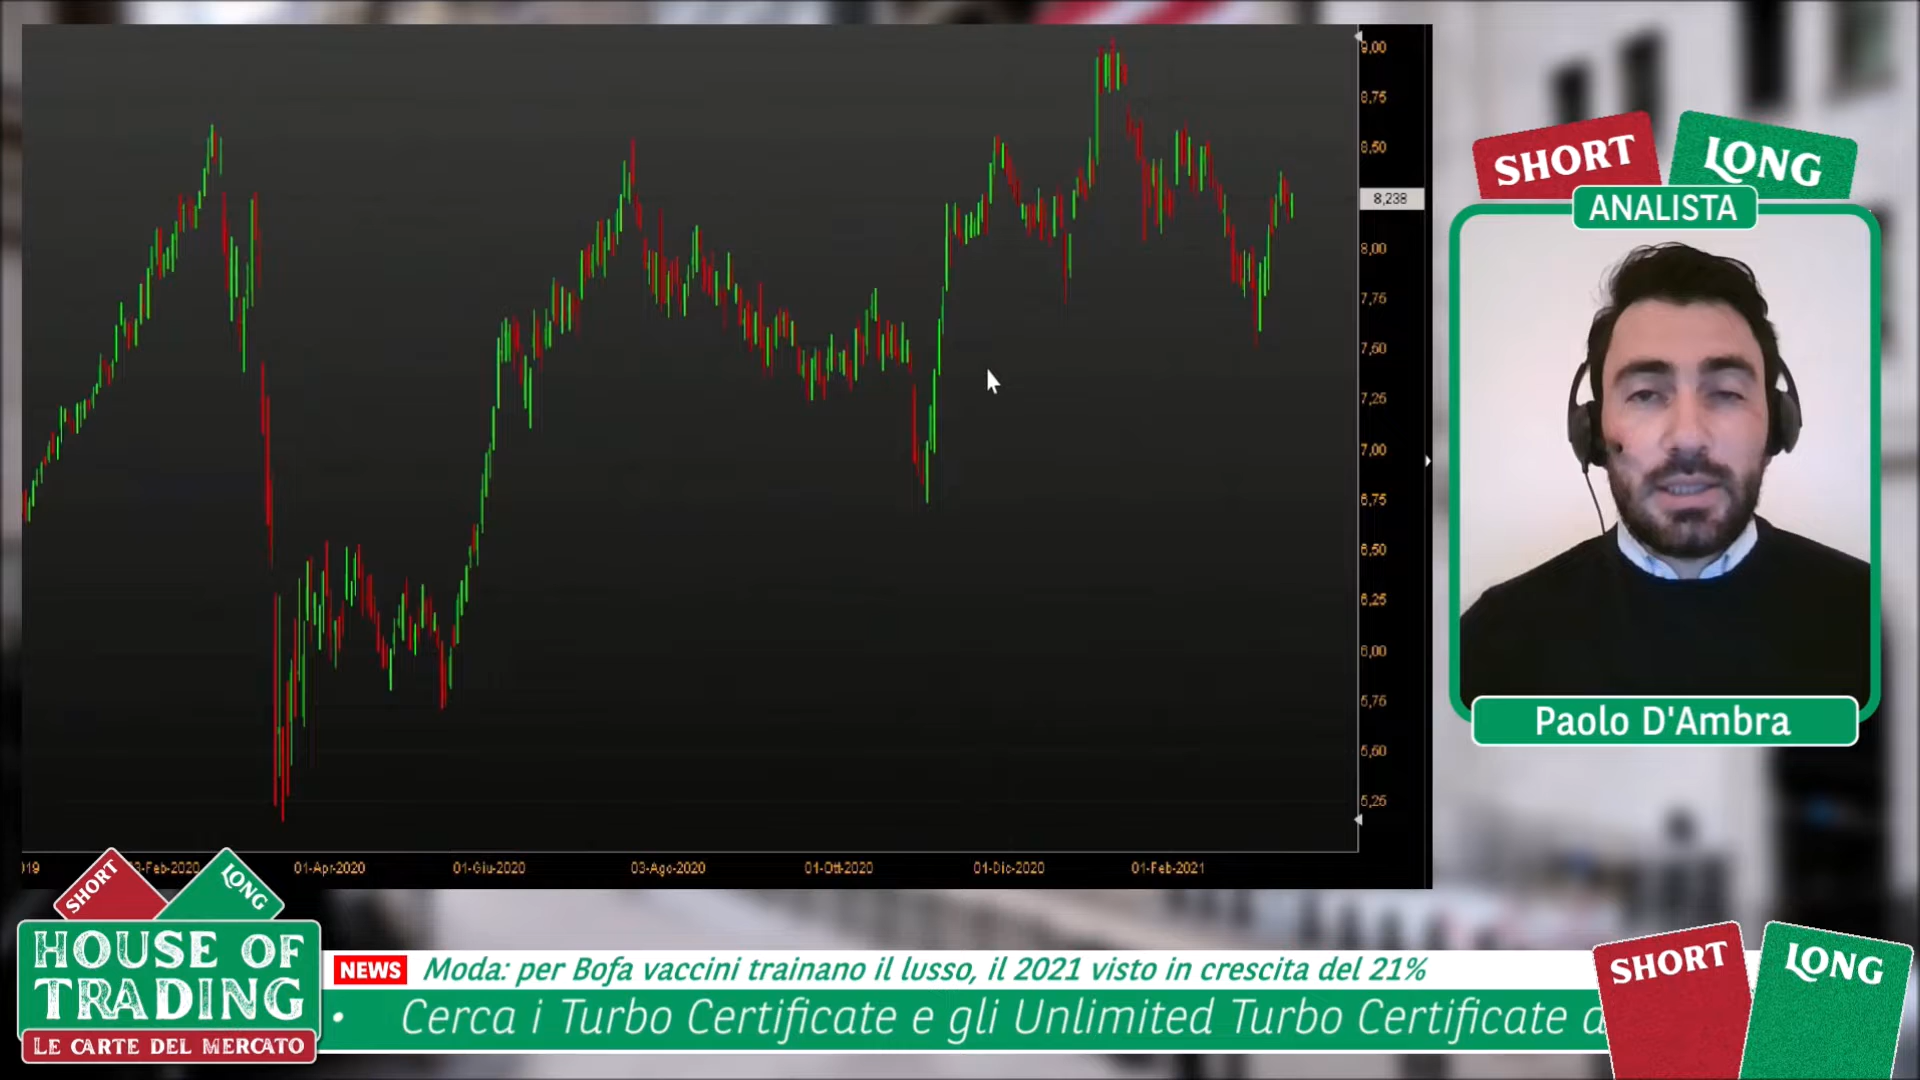 9,00
8,75
8,50
8,238
8,00
7,75
7,50
7,25
7,00
6,75
6,50
6,25
6,00
5,75
5,50
5,25
3-Feb-2020
01-Apr-2020
01-Giu-2020
03-Ago-2020
01-Ott-2020
01-Dic-2020
01-Feb-2021
SHORT
LONG
ANALISTA
Paolo D'Ambra
SHORT
LONG
HOUSE OF
TRADING
LE CARTE DEL MERCATO
NEWS Moda: per Bofa vaccini trainano il lusso, il 2021 visto in crescita del 21%
• Cerca i Turbo Certificate e gli Unlimited Turbo Certificate
SHORT
LONG